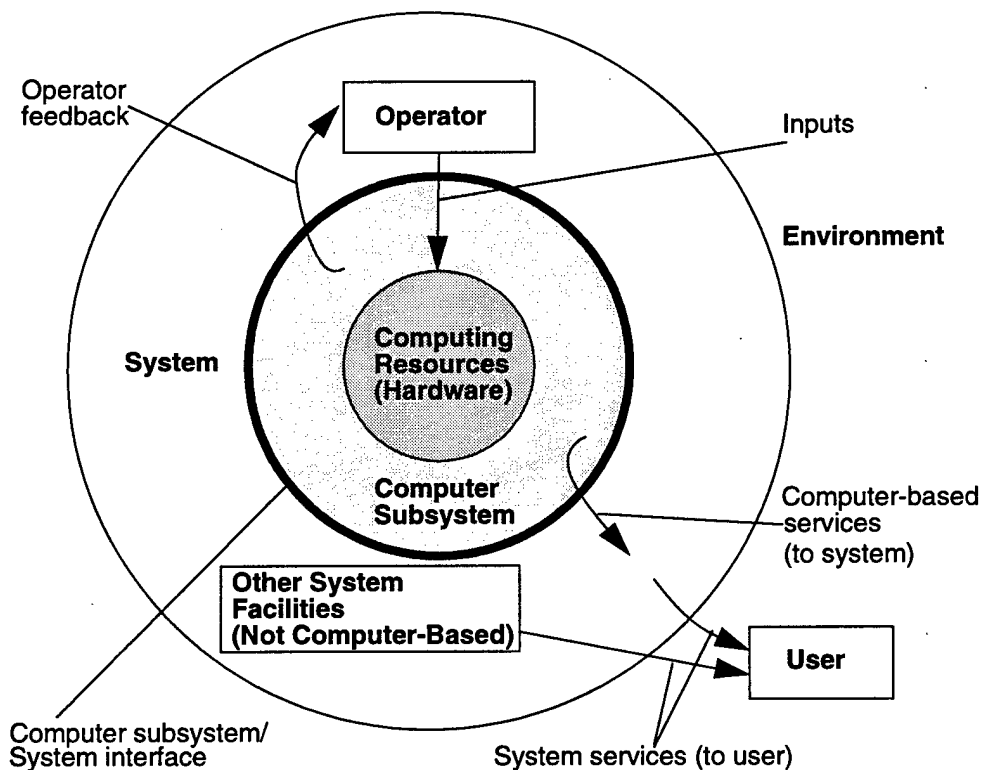 Operator
feedback
Operator
Inputs
Environment
System
Computing
Resources
(Hardware)
Computer
Subsystem
Computer-based
services
(to system)
Other System
Facilities
(Not Computer-Based)
User
Computer subsystem/
System interface
System services (to user)